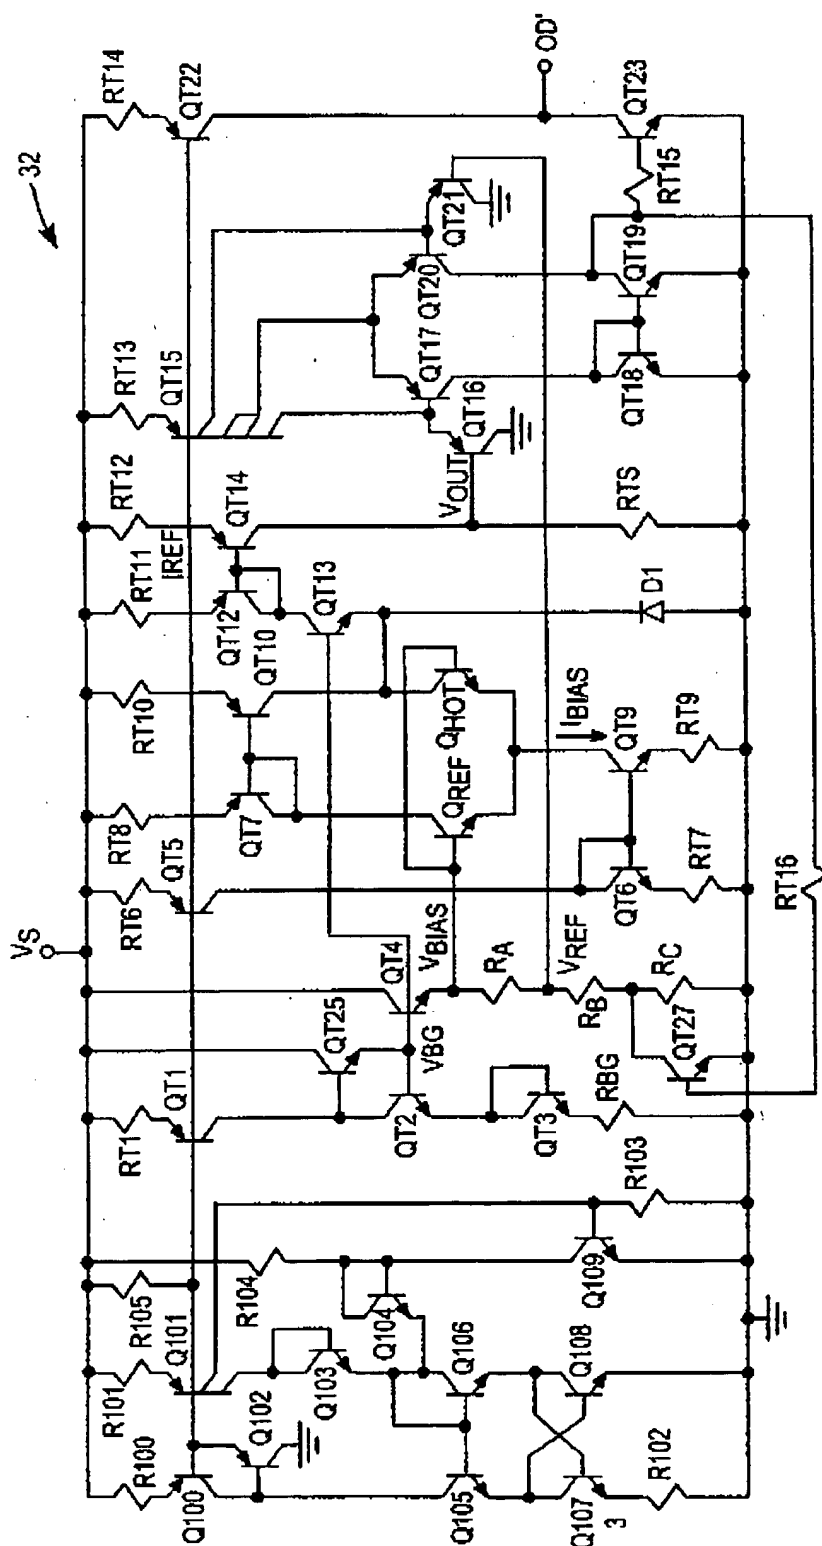 32
VS
OD'
RT14
QT22
QT23
RT15
QT21
QT20
QT19
QT17
QT18
QT16
RT13
QT15
VOUT
RTS
RT12
IREF
QT14
RT11
QT12
QT13
D1
QT10
RT10
QHOT
IBIAS
QT9
RT9
RT8
QT7
QREF
RT6
QT5
QT6
RT7
RT16
QT4
VBIAS
RA
VREF
RB
RC
QT27
QT25
VBG
QT1
RT1
QT2
QT3
RBG
R103
R104
Q109
R105
Q104
R101
Q101
Q103
Q106
Q108
Q102
R100
Q100
Q105
Q107
3
R102